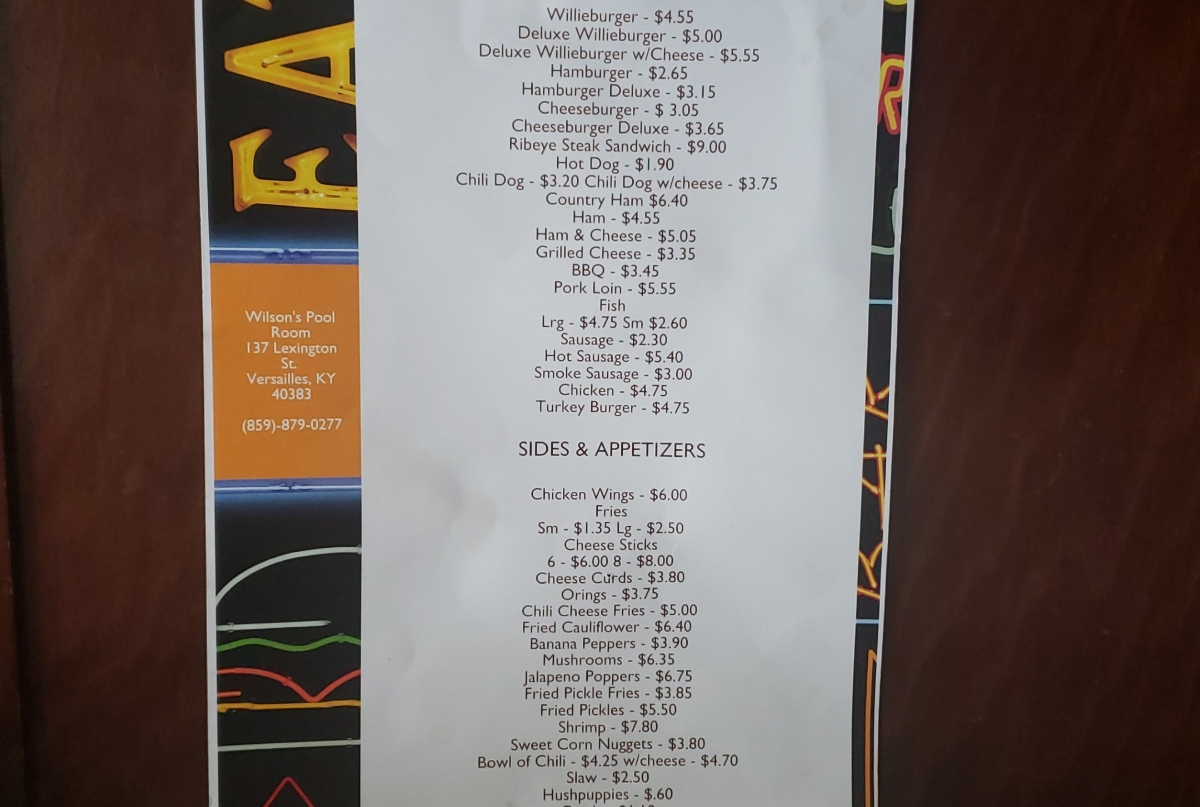 EA
Wilson's Pool
Room
137 Lexington
St.
Versailles, KY
40383
(859)-879-0277
Willieburger - $4.55
Deluxe Willieburger - $5.00
Deluxe Willieburger w/Cheese - $5.55
Hamburger - $2.65
Hamburger Deluxe - $3.15
Cheeseburger - $ 3.05
Cheeseburger Deluxe - $3.65
Ribeye Steak Sandwich - $9.00
Hot Dog - $1.90
Chili Dog - $3.20 Chili Dog w/cheese - $3.75
Country Ham $6.40
Ham - $4.55
Ham & Cheese - $5.05
Grilled Cheese - $3.35
BBQ - $3.45
Pork Loin - $5.55
Fish
Lrg - $4.75 Sm $2.60
Sausage - $2.30
Hot Sausage - $5.40
Smoke Sausage - $3.00
Chicken - $4.75
Turkey Burger - $4.75
SIDES & APPETIZERS
Chicken Wings - $6.00
Fries
Sm - $1.35 Lg - $2.50
Cheese Sticks
6 - $6.00 8 - $8.00
Cheese Curds - $3.80
Orings - $3.75
Chili Cheese Fries - $5.00
Fried Cauliflower - $6.40
Banana Peppers - $3.90
Mushrooms - $6.35
Jalapeno Poppers - $6.75
Fried Pickle Fries - $3.85
Fried Pickles - $5.50
Shrimp - $7.80
Sweet Corn Nuggets - $3.80
Bowl of Chili - $4.25 w/cheese - $4.70
Slaw - $2.50
Hushpuppies - $.60